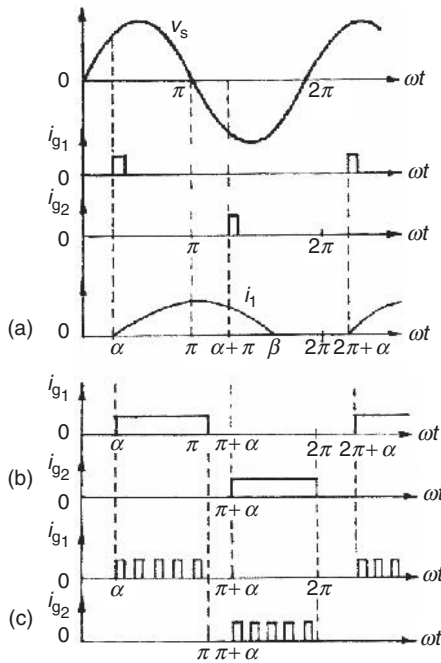 v_s
0 π 2π ωt
i_g1
0 ωt
i_g2
0 π 2π ωt
i_1
(a) 0 α π α+π β 2π 2π+α ωt
i_g1
0 α π π+α 2π 2π+α ωt
(b) i_g2
0 π+α ωt
i_g1
0 α π+α 2π ωt
(c) i_g2
0 π π+α ωt